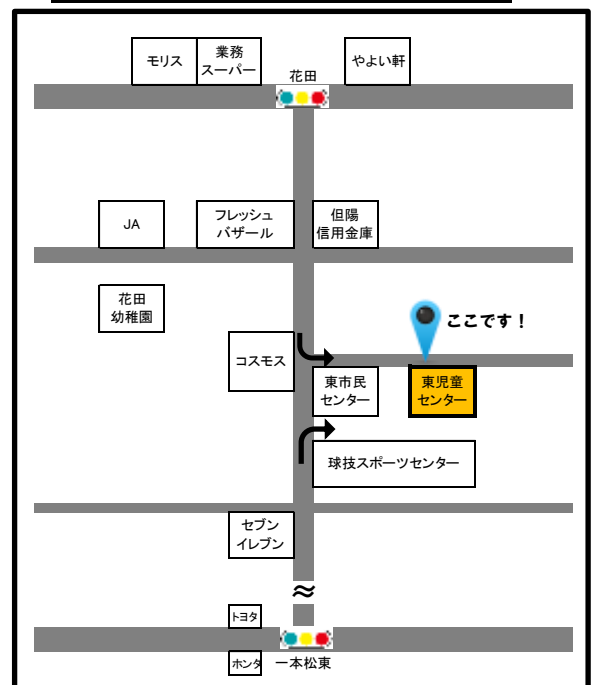 モリス
業務
スーパー
花田
やよい軒
JA
フレッシュ
バザール
但陽
信用金庫
花田
幼稚園
ここです！
コスモス
東市民
センター
東児童
センター
球技スポーツセンター
セブン
イレブン
≈
トヨタ
ホンダ
一本松東